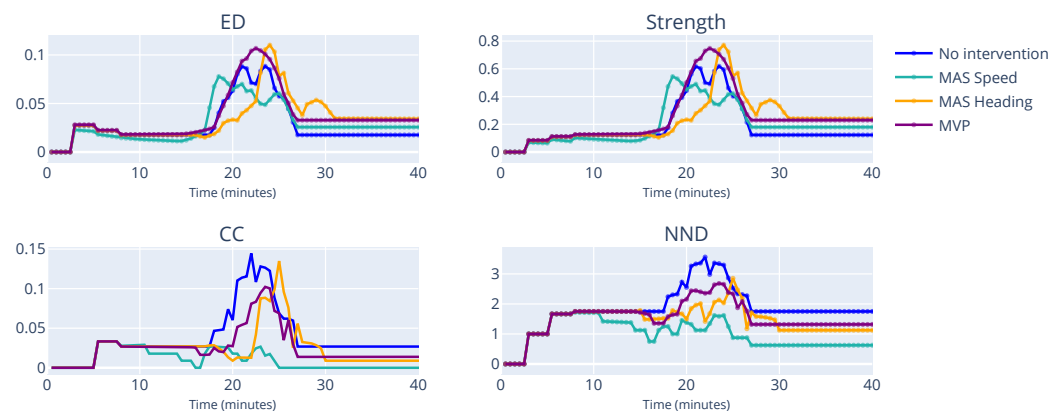 ED
Strength
0.1
0.05
0
0 10 20 30 40
Time (minutes)
0.8
0.6
0.4
0.2
0
0 10 20 30 40
Time (minutes)
No intervention
MAS Speed
MAS Heading
MVP
CC
NND
0.15
0.1
0.05
0
0 10 20 30 40
Time (minutes)
3
2
1
0
0 10 20 30 40
Time (minutes)